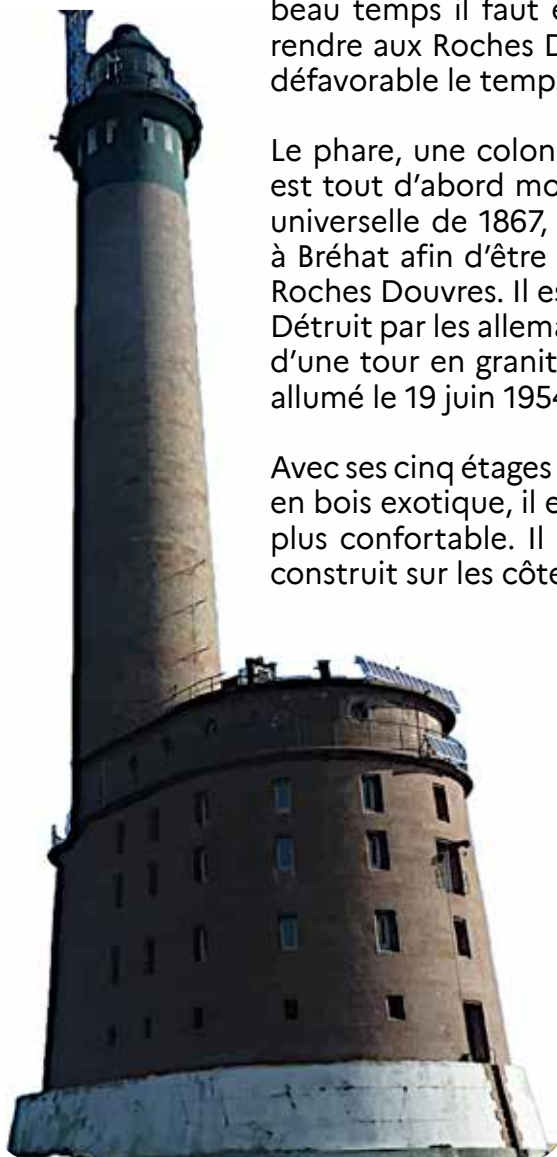 beau temps il faut
rendre aux Roches
défavorable le temp
Le phare, une colon
est tout d'abord mo
universelle de 1867,
à Bréhat afin d'être
Roches Douvres. Il es
Détruit par les allema
d'une tour en granit
allumé le 19 juin 195
Avec ses cinq étages
en bois exotique, il e
plus confortable. Il
construit sur les côte